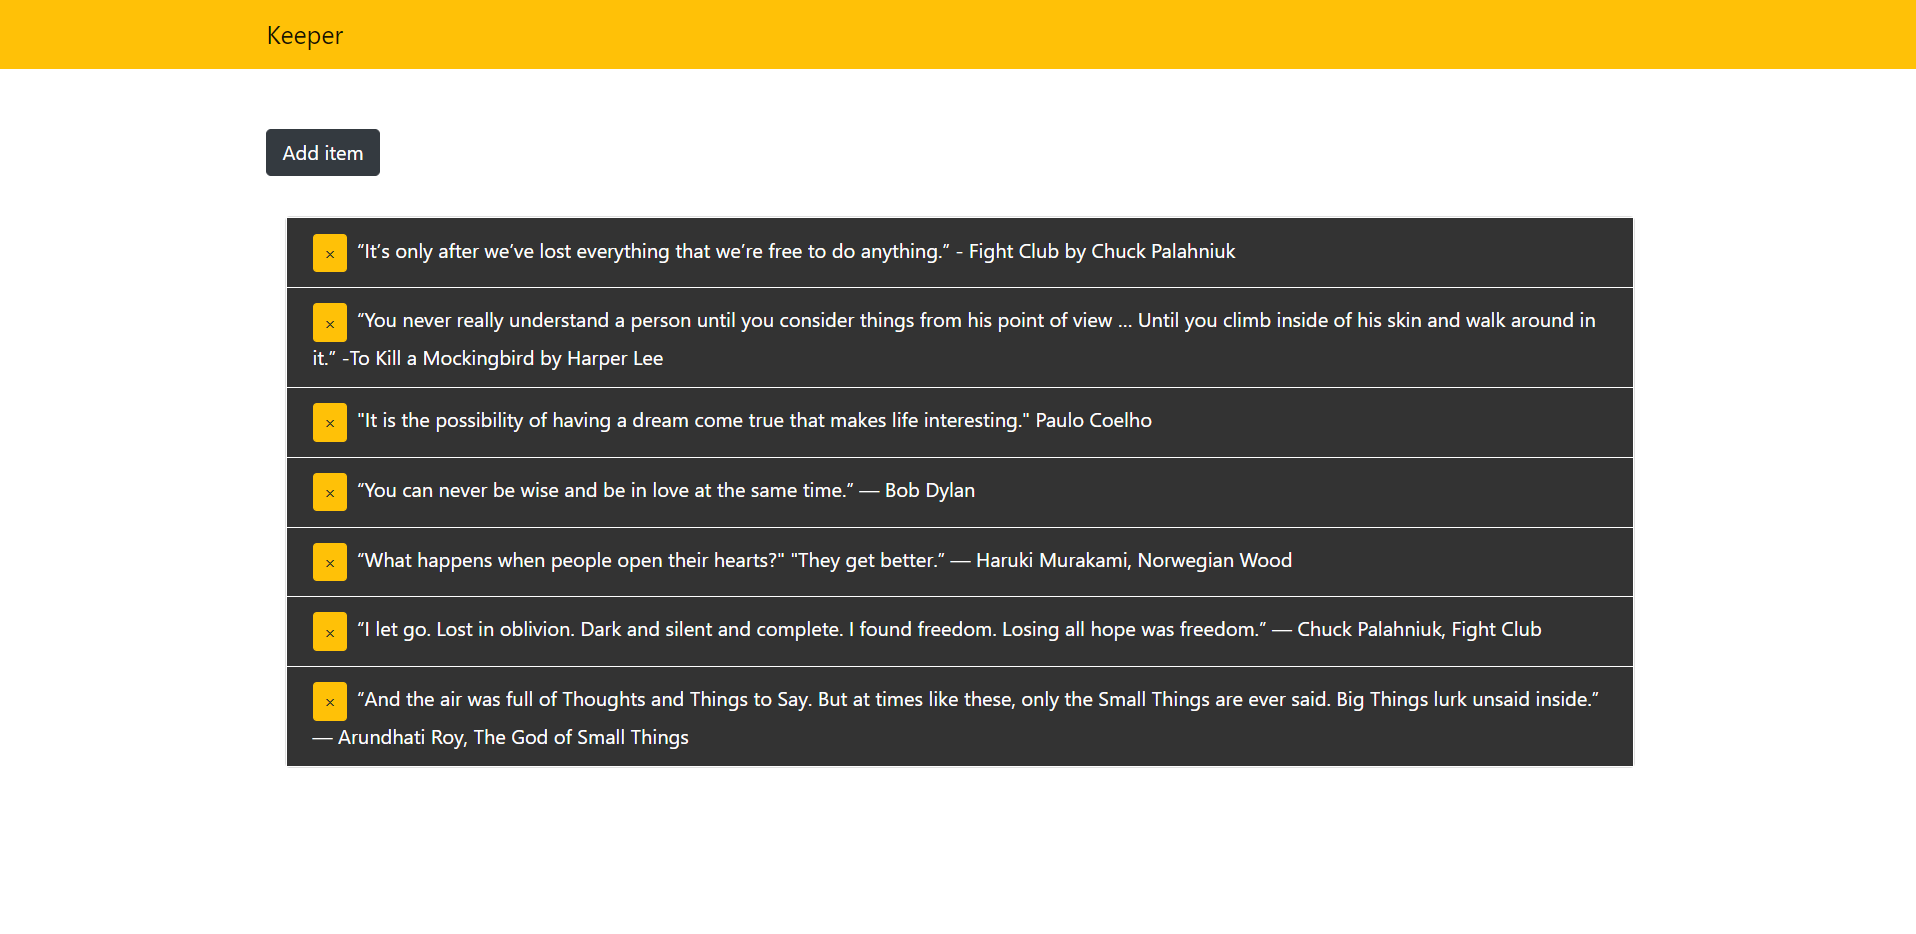 Keeper
Add item
× “It’s only after we’ve lost everything that we’re free to do anything.” - Fight Club by Chuck Palahniuk
× “You never really understand a person until you consider things from his point of view ... Until you climb inside of his skin and walk around in
it.” -To Kill a Mockingbird by Harper Lee
× "It is the possibility of having a dream come true that makes life interesting." Paulo Coelho
× “You can never be wise and be in love at the same time.” — Bob Dylan
× “What happens when people open their hearts?" "They get better.” — Haruki Murakami, Norwegian Wood
× “I let go. Lost in oblivion. Dark and silent and complete. I found freedom. Losing all hope was freedom.” — Chuck Palahniuk, Fight Club
× “And the air was full of Thoughts and Things to Say. But at times like these, only the Small Things are ever said. Big Things lurk unsaid inside.”
— Arundhati Roy, The God of Small Things